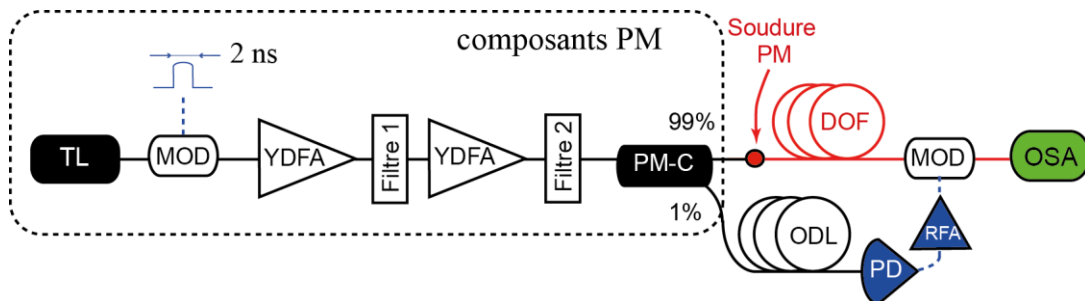 composants PM
2 ns
Soudure
PM
TL
MOD
YDFA
Filtre 1
YDFA
Filtre 2
PM-C
99%
1%
DOF
MOD
OSA
ODL
PD
RFA